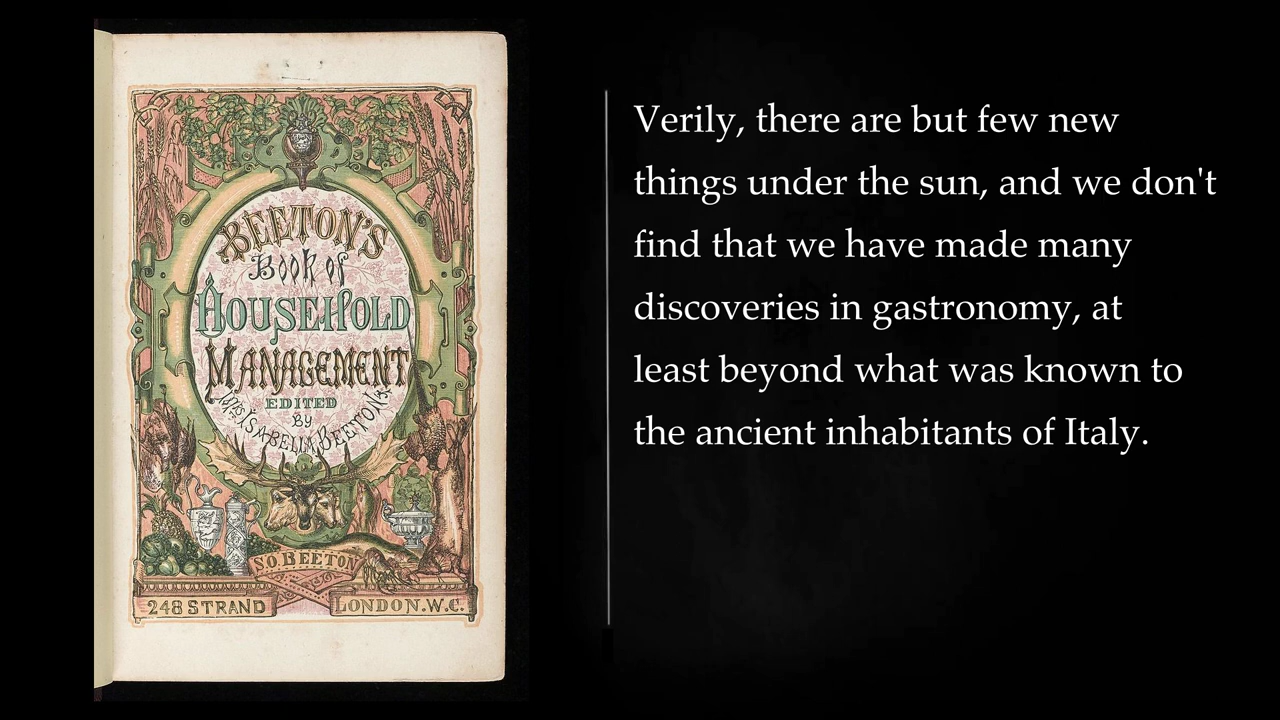 BEETON'S
Book of
HOUSEHOLD
MANAGEMENT
EDITED
By
MRS ISABELLA BEETON.
S.O. BEETON
248 STRAND
LONDON. W.C.
Verily, there are but few new
things under the sun, and we don't
find that we have made many
discoveries in gastronomy, at
least beyond what was known to
the ancient inhabitants of Italy.